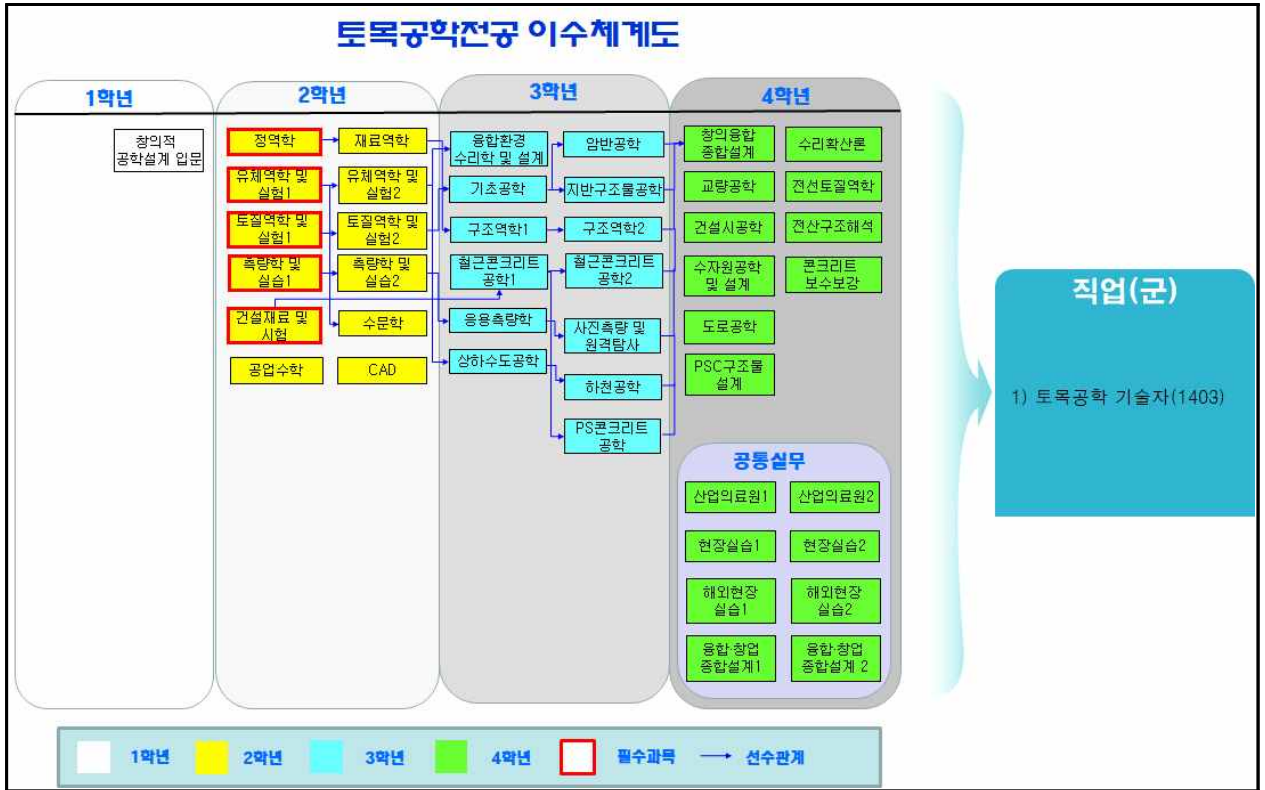 토목공학전공 이수체계도
1학년
2학년
3학년
4학년
창의적
공학설계 입문
정역학
재료역학
유체역학 및
실험1
유체역학 및
실험2
토질역학 및
실험1
토질역학 및
실험2
측량학 및
실습1
측량학 및
실습2
건설재료 및
시험
수문학
공업수학
CAD
융합환경
수리학 및 설계
암반공학
기초공학
지반구조물공학
구조역학1
구조역학2
철근콘크리트
공학1
철근콘크리트
공학2
응용측량학
사진측량 및
원격탐사
상하수도공학
하천공학
PS콘크리트
공학
창의융합
종합설계
수리확산론
교량공학
전선토질역학
건설시공학
전산구조해석
수자원공학
및 설계
콘크리트
보수보강
도로공학
PSC구조물
설계
공통실무
산업의료원1
산업의료원2
현장실습1
현장실습2
해외현장
실습1
해외현장
실습2
융합·창업
종합설계1
융합·창업
종합설계 2
직업(군)
1) 토목공학 기술자(1403)
1학년
2학년
3학년
4학년
필수과목
선수관계